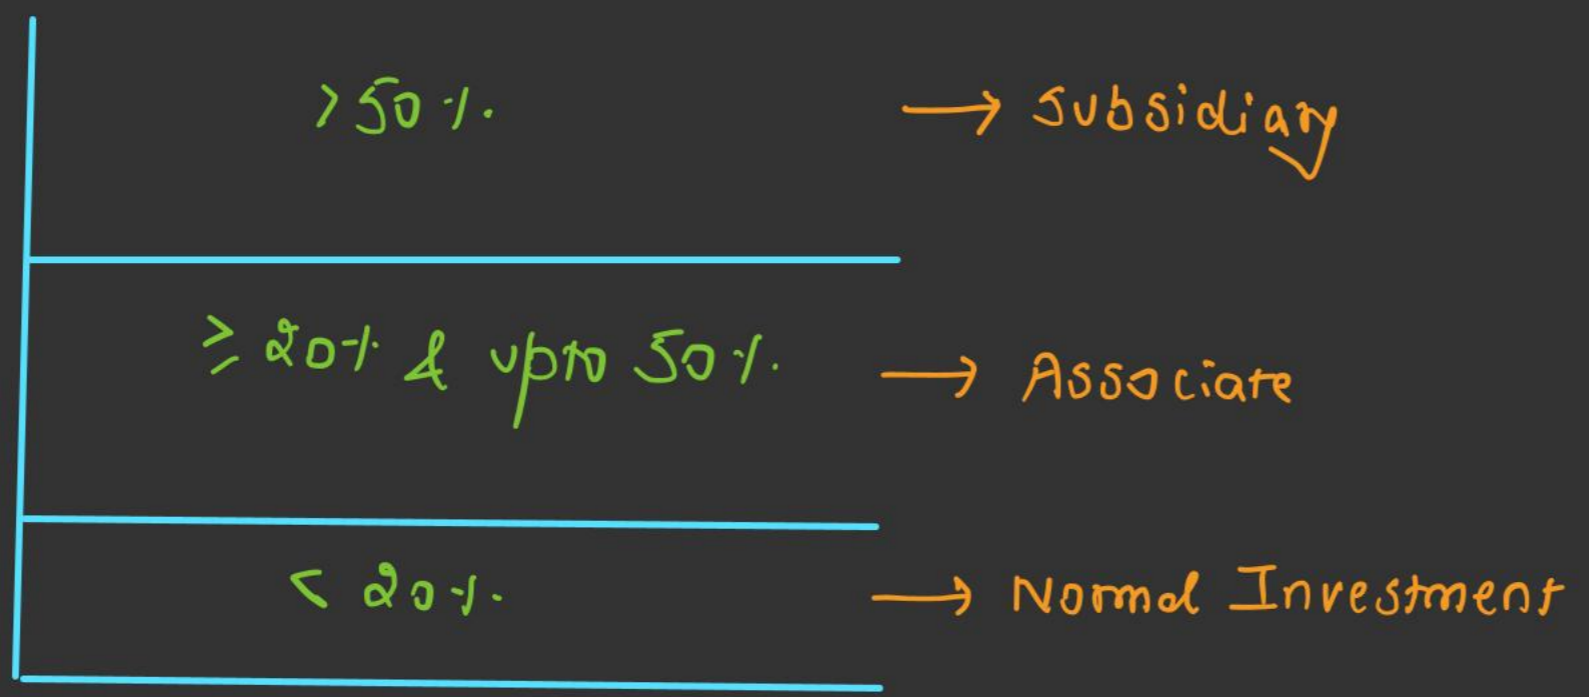 >50% → Subsidiary
≥ 20% & upto 50% → Associate
< 20% → Normal Investment